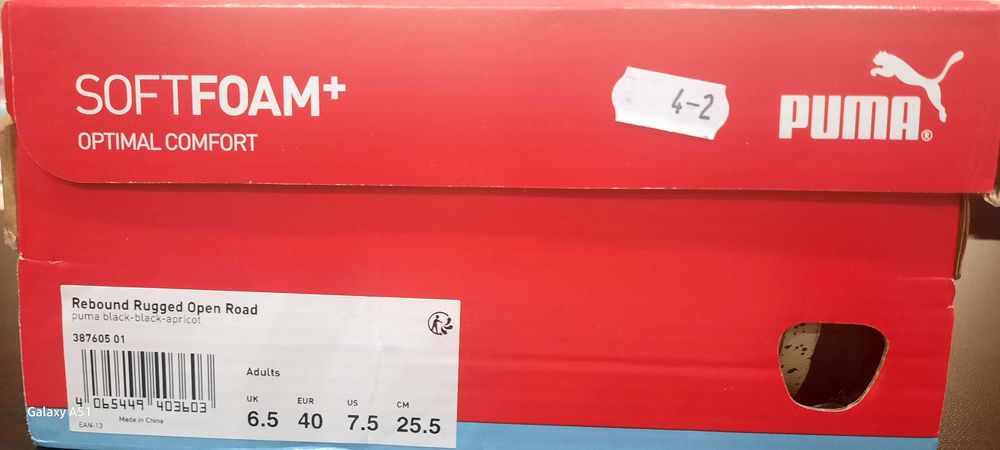 SOFTFOAM+
OPTIMAL COMFORT
4-2
PUMA®
Rebound Rugged Open Road
puma black-black-apricot
387605 01
Adults
UK EUR US CM
6.5 40 7.5 25.5
4 065449 403603
Made in China
EAN-13
Galaxy A51